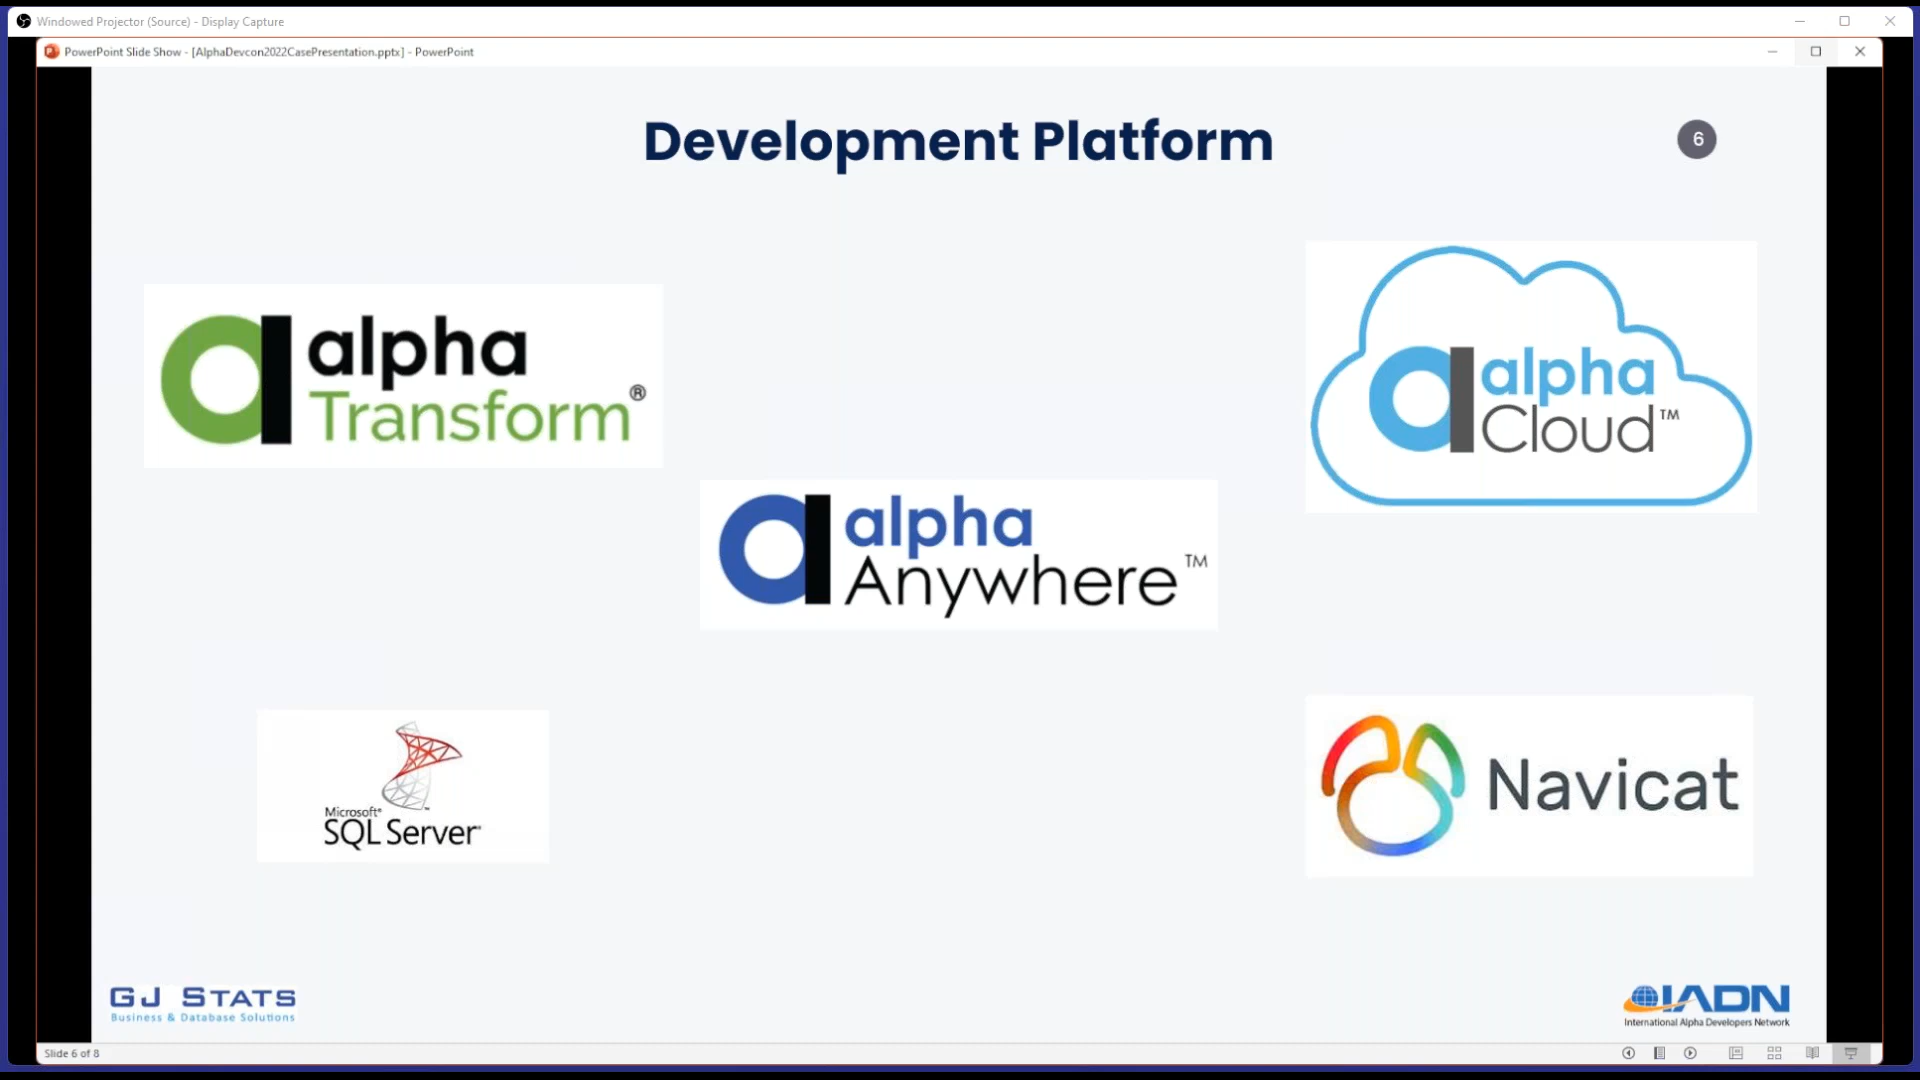 Windowed Projector (Source) - Display Capture
PowerPoint Slide Show - [AlphaDevcon2022CasePresentation.pptx] - PowerPoint
Development Platform
6
alpha
Transform®
alpha
Cloud™
alpha
Anywhere™
Microsoft®
SQL Server™
Navicat
GJ STATS
Business & Database Solutions
IADN
International Alpha Developers Network
Slide 6 of 8